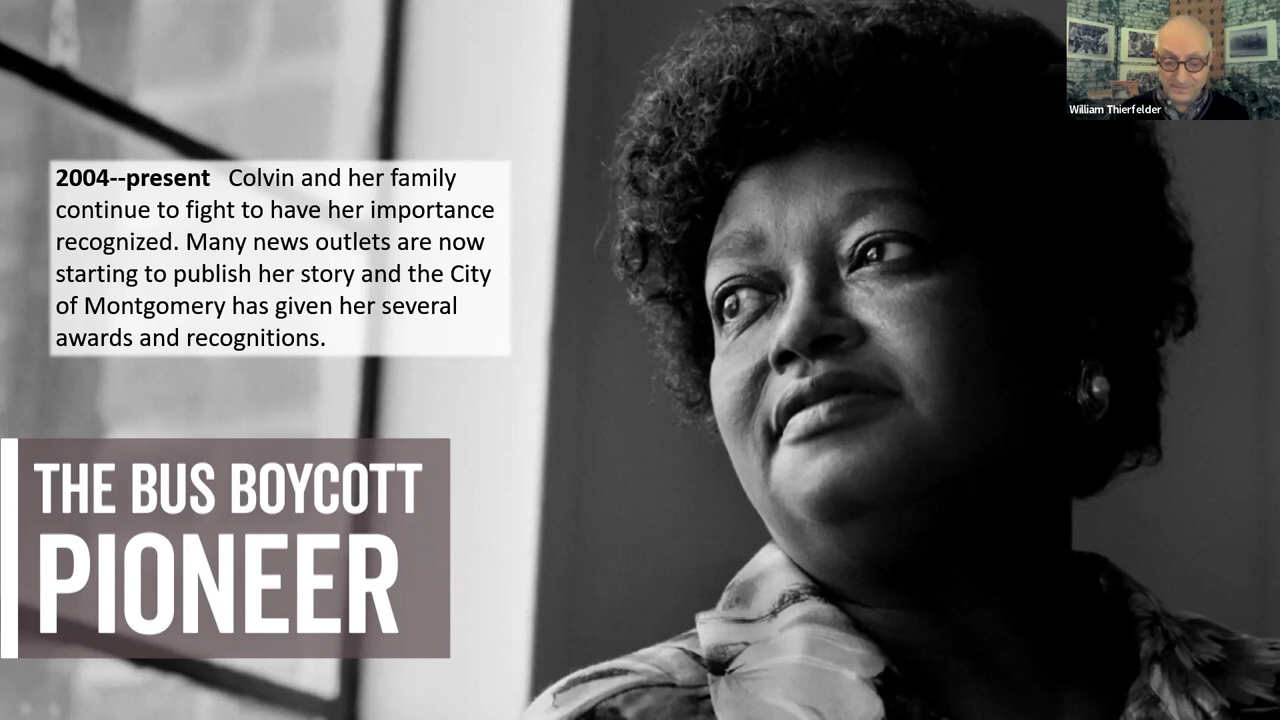 William Thierfelder
2004--present Colvin and her family
continue to fight to have her importance
recognized. Many news outlets are now
starting to publish her story and the City
of Montgomery has given her several
awards and recognitions.
THE BUS BOYCOTT
PIONEER